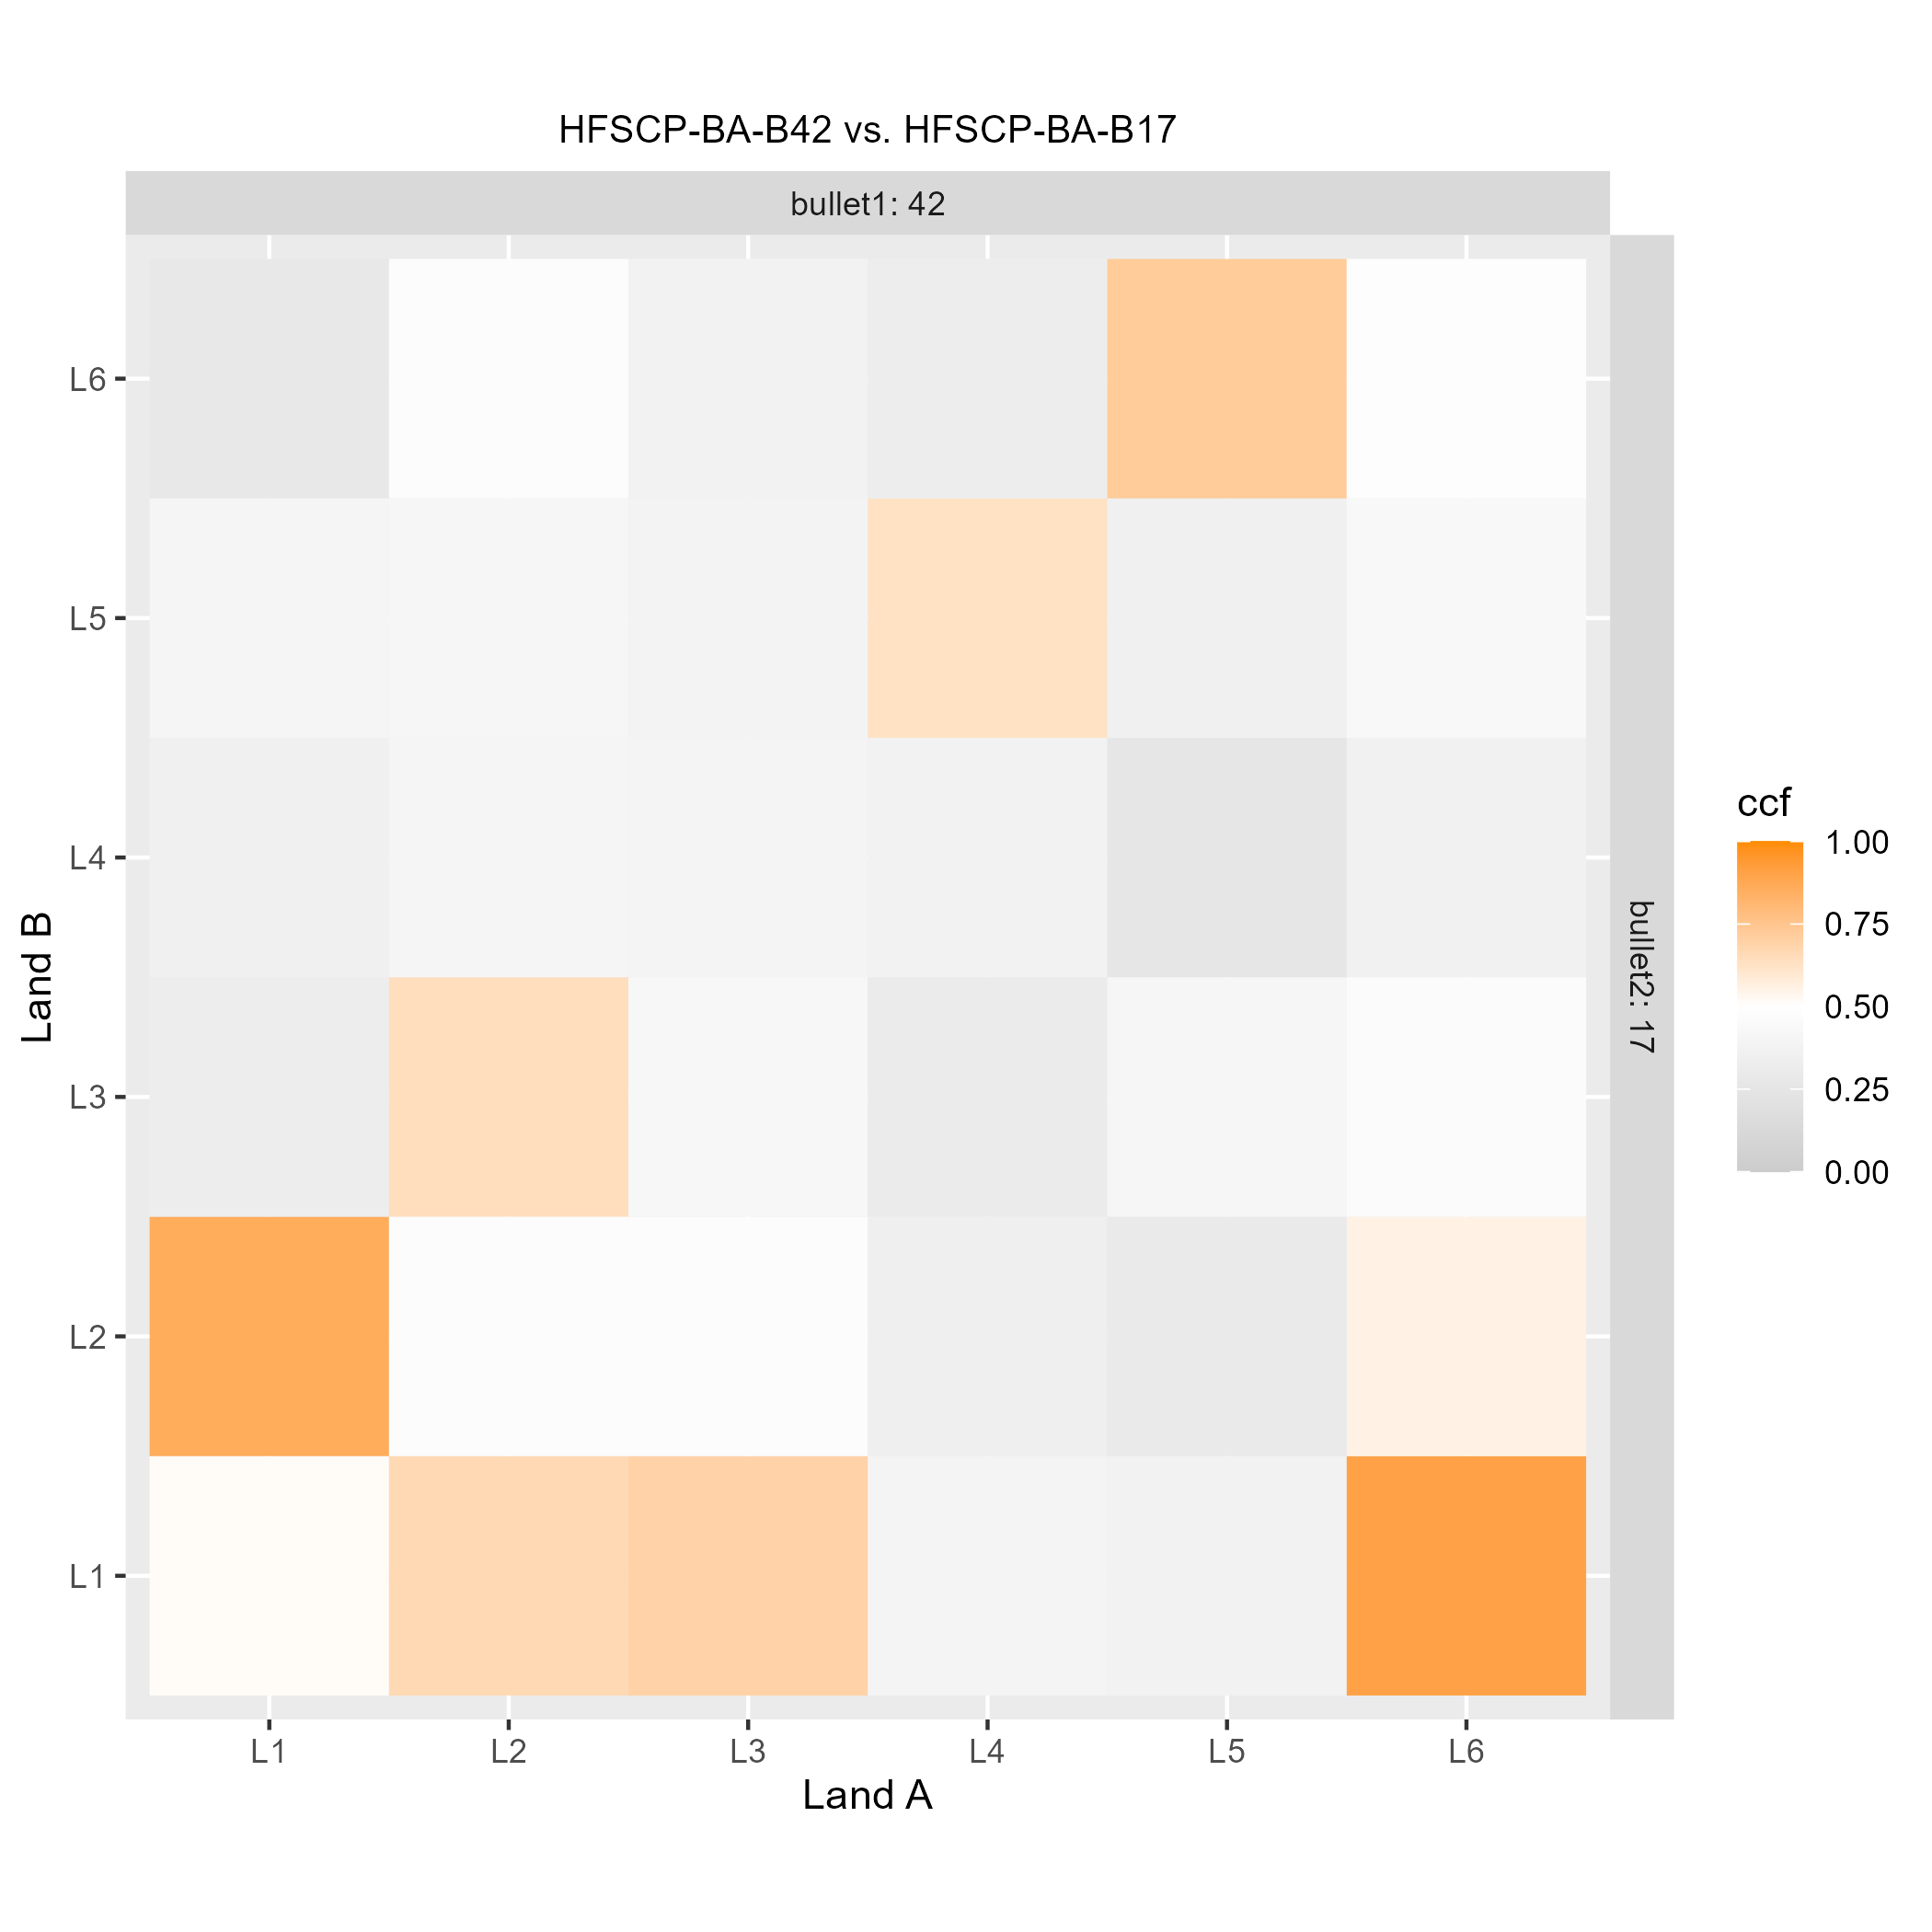 HFSCP-BA-B42 vs. HFSCP-BA-B17
bullet1: 42
L6
L5
L4
L3
L2
L1
Land B
bullet2: 17
L1 L2 L3 L4 L5 L6
Land A
ccf
1.00
0.75
0.50
0.25
0.00